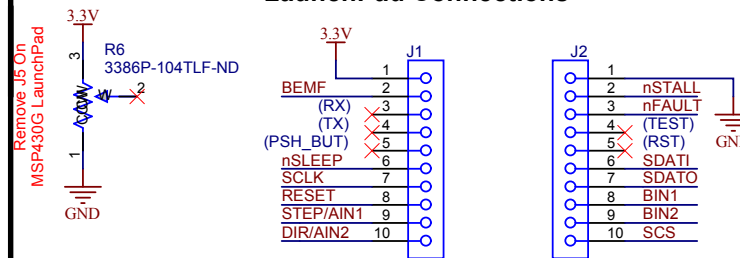 3.3V
R6
3386P-104TLF-ND
3
2
1
GND
Remove J5 On
MSP430G LaunchPad
3.3V
J1
1
BEMF 2
(RX) 3
(TX) 4
(PSH_BUT) 5
nSLEEP 6
SCLK 7
RESET 8
STEP/AIN1 9
DIR/AIN2 10
J2
1
2 nSTALL
3 nFAULT
4 (TEST)
5 (RST)
6 SDATI
7 SDATO
8 BIN1
9 BIN2
10 SCS